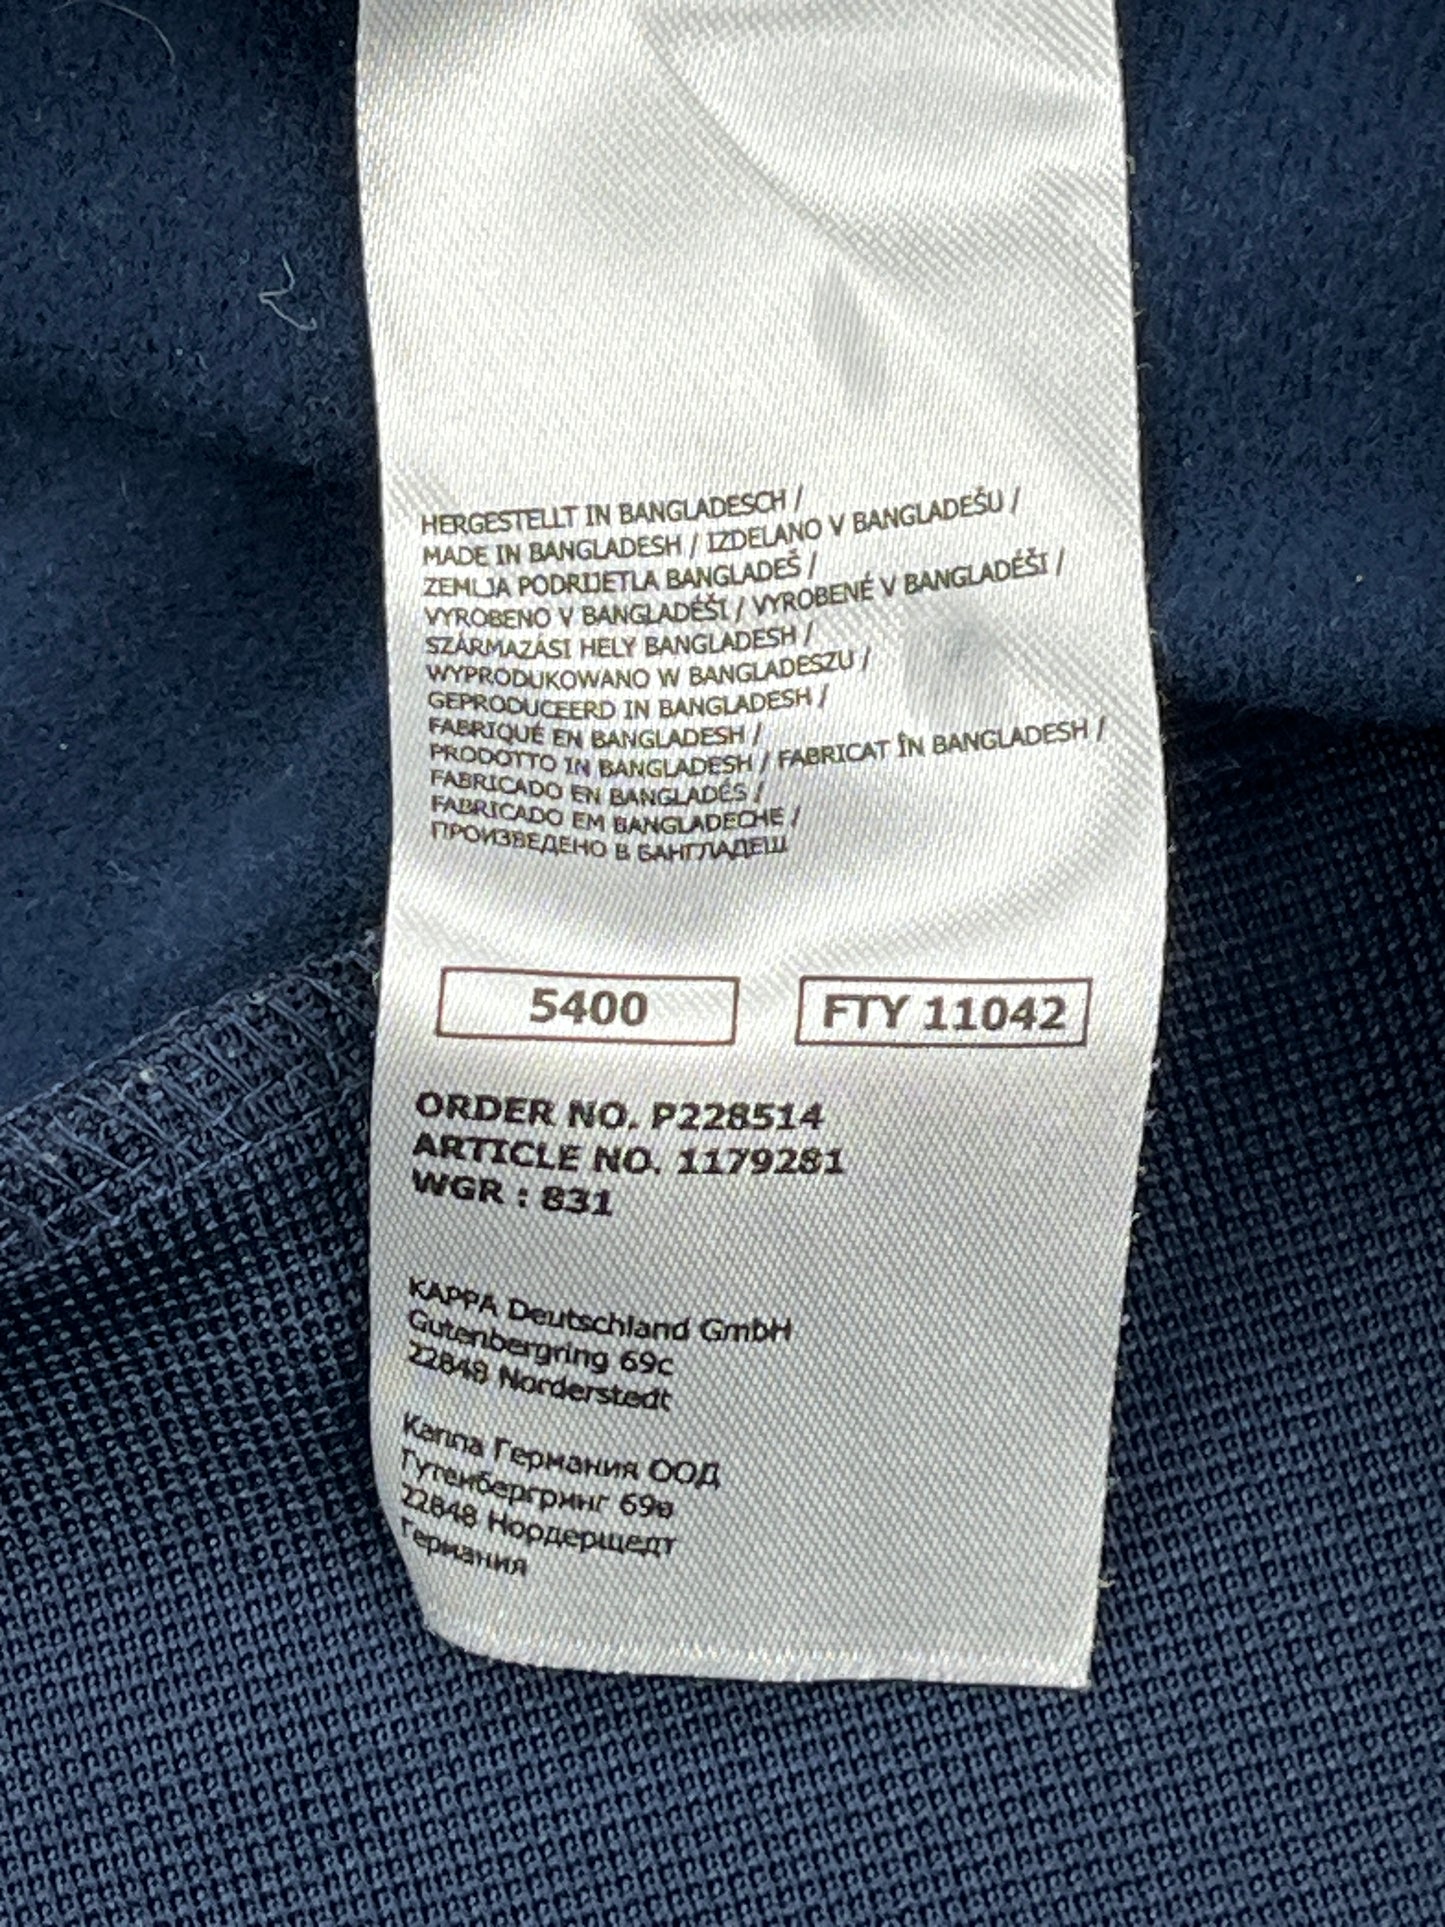 HERGESTELLT IN BANGLADESCH /
MADE IN BANGLADESH / IZDELANO V BANGLADEŠU /
ZEMLJA PODRIJETLA BANGLADEŠ /
VYROBENO V BANGLADÉŠI / VYROBENÉ V BANGLADÉŠI /
SZÁRMAZÁSI HELY BANGLADESH /
WYPRODUKOWANO W BANGLADESZU /
GEPRODUCEERD IN BANGLADESH /
FABRIQUÉ EN BANGLADESH /
PRODOTTO IN BANGLADESH / FABRICAT ÎN BANGLADESH /
FABRICADO EN BANGLADÉS /
FABRICADO EM BANGLADECHE /
ПРОИЗВЕДЕНО В БАНГЛАДЕШ
5400 FTY 11042
ORDER NO. P228514
ARTICLE NO. 1179281
WGR : 831
KAPPA Deutschland GmbH
Gutenbergring 69c
22848 Norderstedt
Каппа Германия ООД
Гутенбергринг 69в
22848 Нордерщедт
Германия